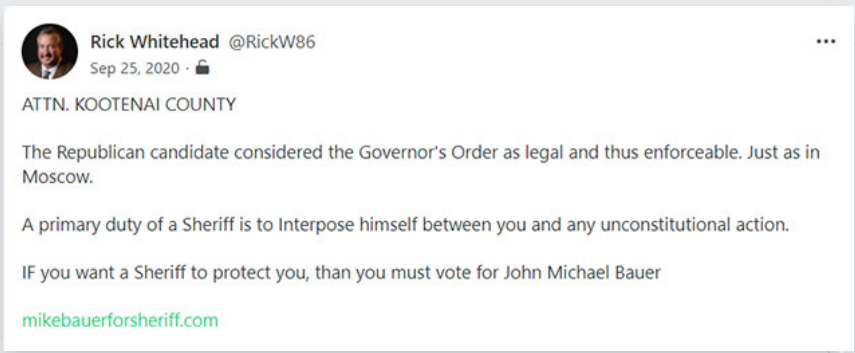 Rick Whitehead @RickW86
Sep 25, 2020 ·
ATTN. KOOTENAI COUNTY
The Republican candidate considered the Governor's Order as legal and thus enforceable. Just as in
Moscow.
A primary duty of a Sheriff is to Interpose himself between you and any unconstitutional action.
IF you want a Sheriff to protect you, than you must vote for John Michael Bauer
mikebauerforsheriff.com